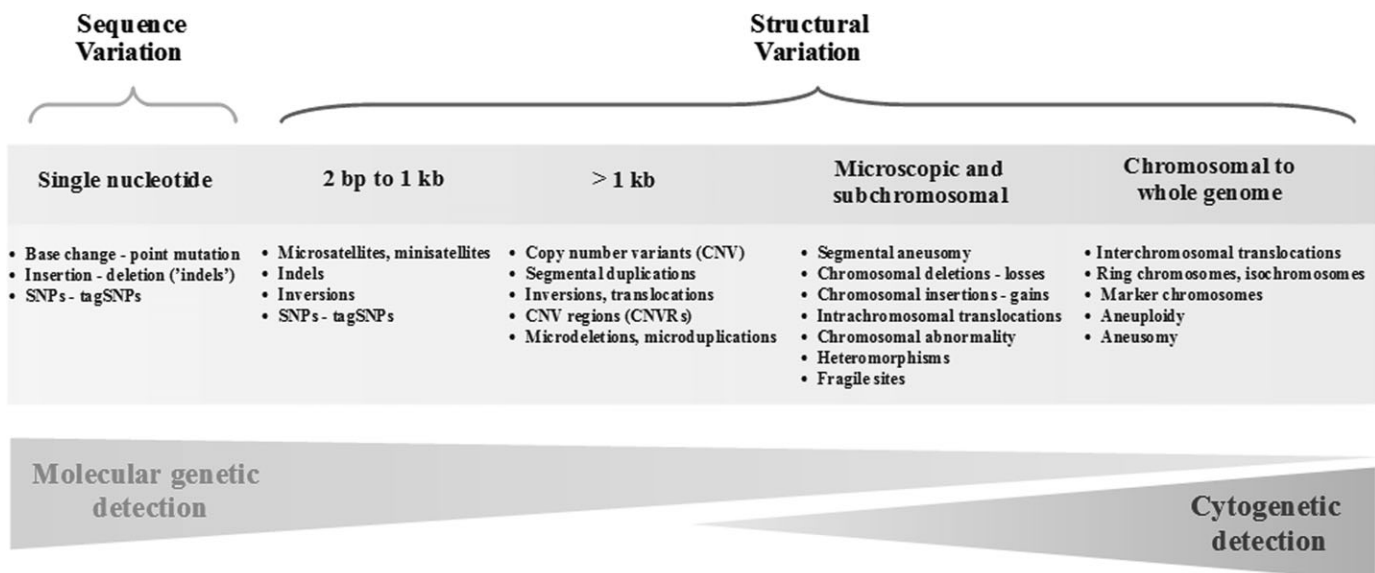 Sequence
Variation
Structural
Variation
Single nucleotide
2 bp to 1 kb
> 1 kb
Microscopic and
subchromosomal
Chromosomal to
whole genome
• Base change - point mutation
• Insertion - deletion ('indels')
• SNPs - tagSNPs
• Microsatellites, minisatellites
• Indels
• Inversions
• SNPs - tagSNPs
• Copy number variants (CNV)
• Segmental duplications
• Inversions, translocations
• CNV regions (CNVRs)
• Microdeletions, microduplications
• Segmental aneusomy
• Chromosomal deletions - losses
• Chromosomal insertions - gains
• Intrachromosomal translocations
• Chromosomal abnormality
• Heteromorphisms
• Fragile sites
• Interchromosomal translocations
• Ring chromosomes, isochromosomes
• Marker chromosomes
• Aneuploidy
• Aneusomy
Molecular genetic
detection
Cytogenetic
detection